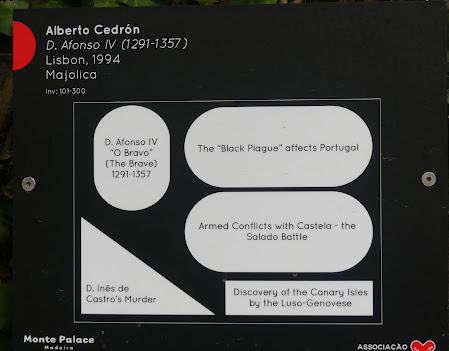 Alberto Cedrón
D. Afonso IV (1291-1357)
Lisbon, 1994
Majolica
Inv: 101-300
D. Afonso IV
"O Bravo"
(The Brave)
1291-1357
The "Black Plague" affects Portugal
Armed Conflicts with Castela - the
Salado Battle
D. Inês de
Castro's Murder
Discovery of the Canary Isles
by the Luso-Genovese
Monte Palace
Madeira
ASSOCIAÇÃO